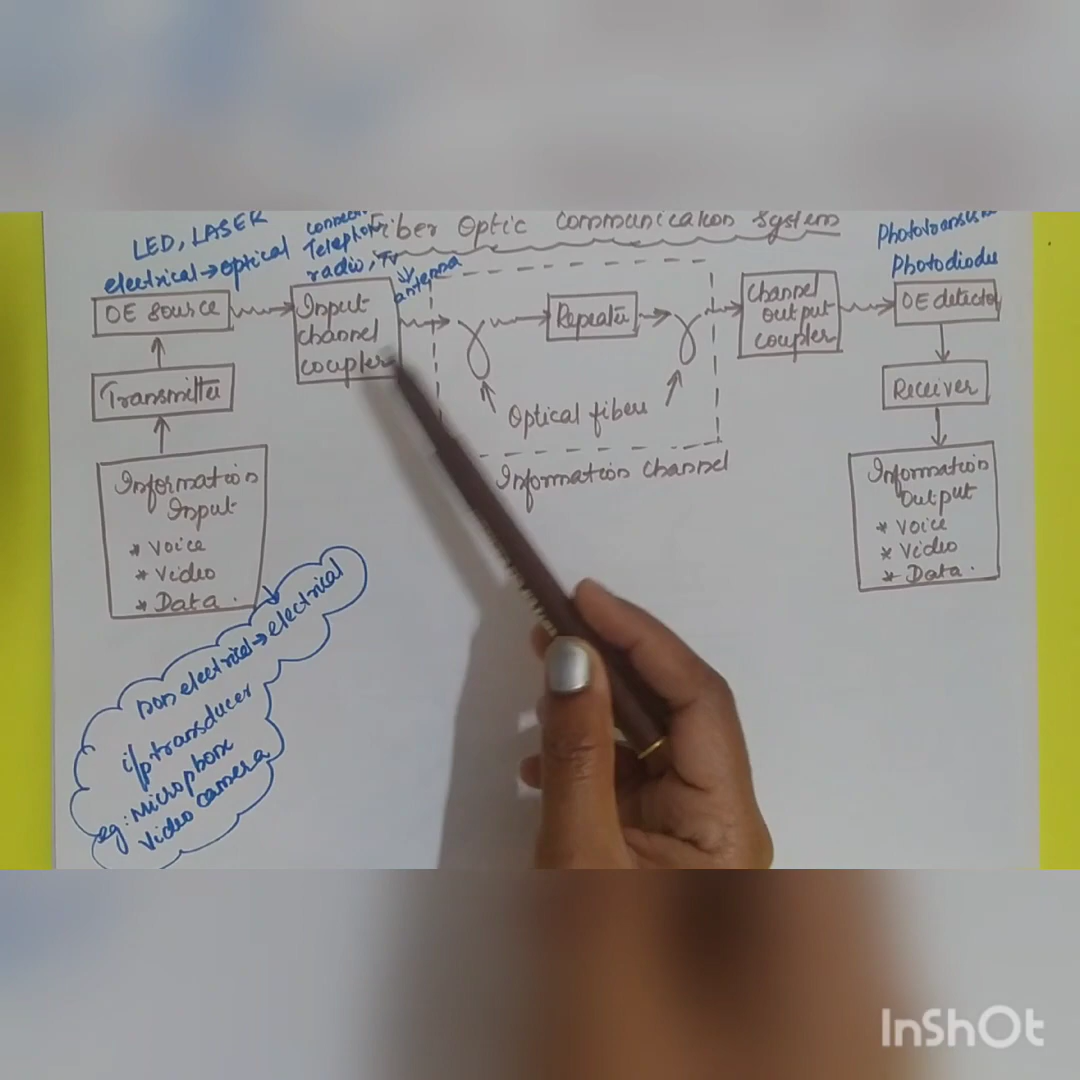 Fiber Optic Communication System
LED, LASER
electrical → optical
Telephone
radio, TV
antenna
Photodiode
OE source
Input
channel
coupler
Repeater
Channel
output
coupler
OE detector
Transmitter
Optical fibers
Receiver
Information Channel
Information
Input
* Voice
* Video
* Data.
Information
Output
* Voice
* Video
* Data.
non electrical → electrical
i/p transducer
eg: Microphone
Video camera
InShOt